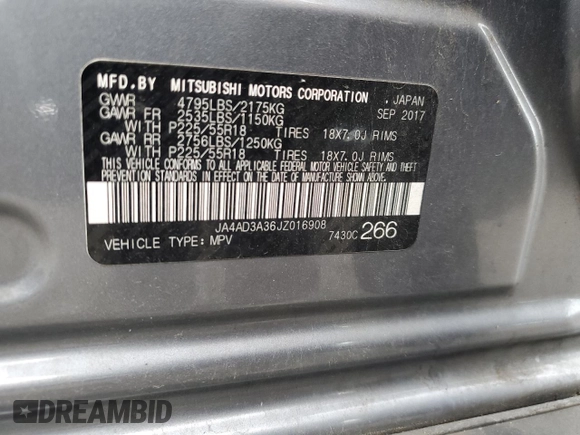 MFD.BY MITSUBISHI MOTORS CORPORATION , JAPAN
GVWR 4795LBS/2175KG SEP 2017
GAWR FR 2535LBS/1150KG
WITH P225/55R18 TIRES 18X7.0J RIMS
GAWR RR 2756LBS/1250KG
WITH P225/55R18 TIRES 18X7.0J RIMS
THIS VEHICLE CONFORMS TO ALL APPLICABLE FEDERAL MOTOR VEHICLE SAFETY AND THEFT
PREVENTION STANDARDS IN EFFECT ON THE DATE OF MANUFACTURE SHOWN ABOVE.
JA4AD3A36JZ016908
VEHICLE TYPE: MPV 7430C 266
DREAMBID